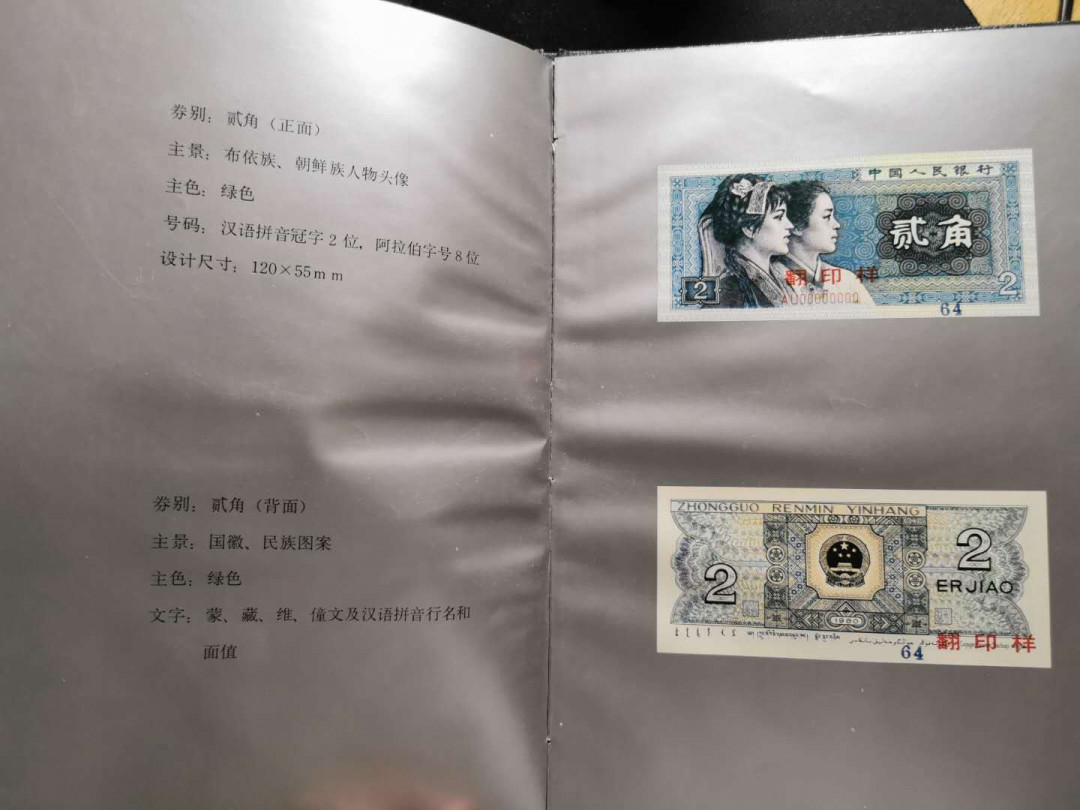 券别：贰角（正面）
主景：布依族、朝鲜族人物头像
主色：绿色
号码：汉语拼音冠字2位，阿拉伯字号8位
设计尺寸：120×55mm
券别：贰角（背面）
主景：国徽、民族图案
主色：绿色
文字：蒙、藏、维、僮文及汉语拼音行名和
面值
中国人民银行
贰角
翻印样
2
AU00000000
2
64
ZHONGGUO RENMIN YINHANG
2
2
ERJIAO
1980
翻印样
64